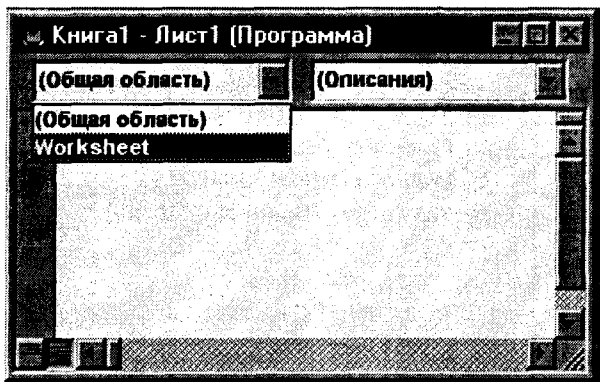 Книга1 - Лист1 (Программа)
(Общая область) (Описания)
(Общая область)
Worksheet